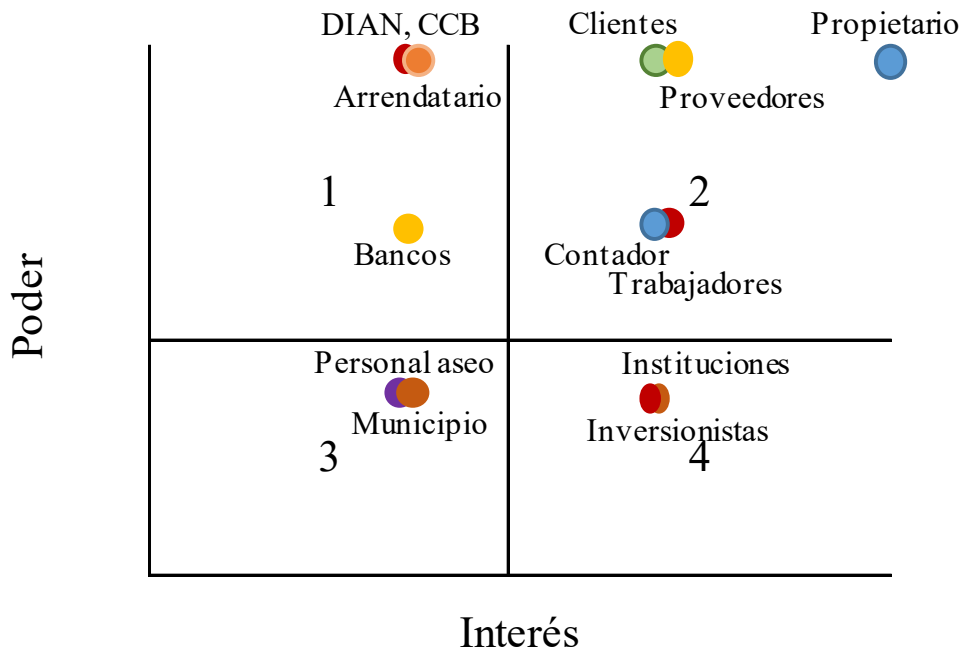 DIAN, CCB
Clientes
Propietario
Arrendatario
Proveedores
1
2
Bancos
Contador
Trabajadores
Poder
Personal aseo
Instituciones
Municipio
Inversionistas
3
4
Interés